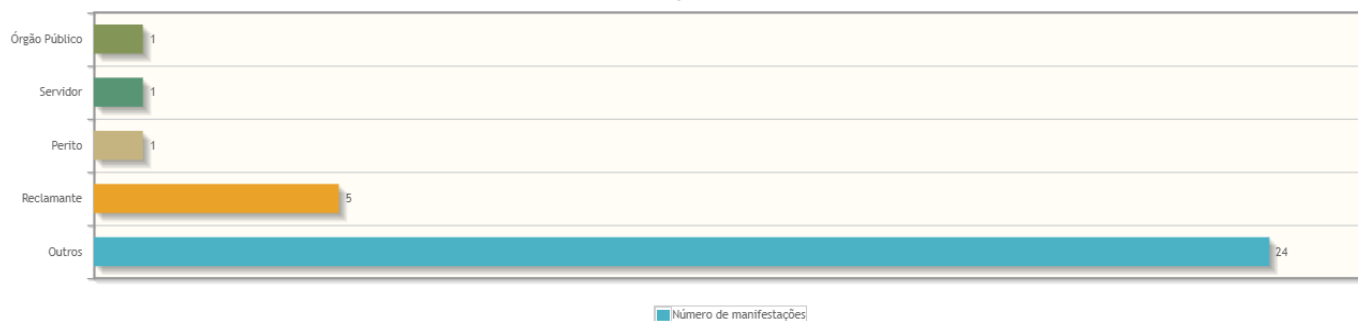 Órgão Público 1
Servidor 1
Perito 1
Reclamante 5
Outros 24
Número de manifestações